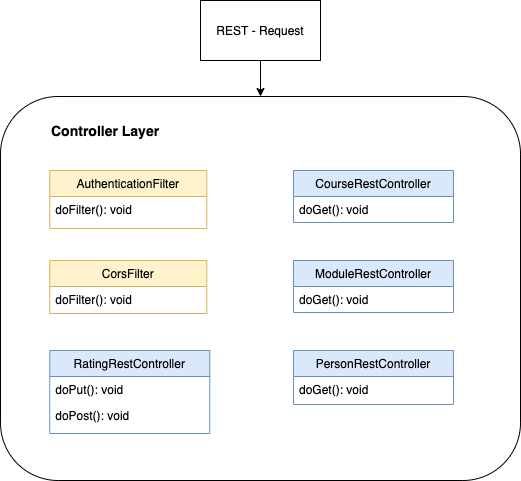 REST - Request
Controller Layer
AuthenticationFilter
doFilter(): void
CourseRestController
doGet(): void
CorsFilter
doFilter(): void
ModuleRestController
doGet(): void
RatingRestController
doPut(): void
doPost(): void
PersonRestController
doGet(): void